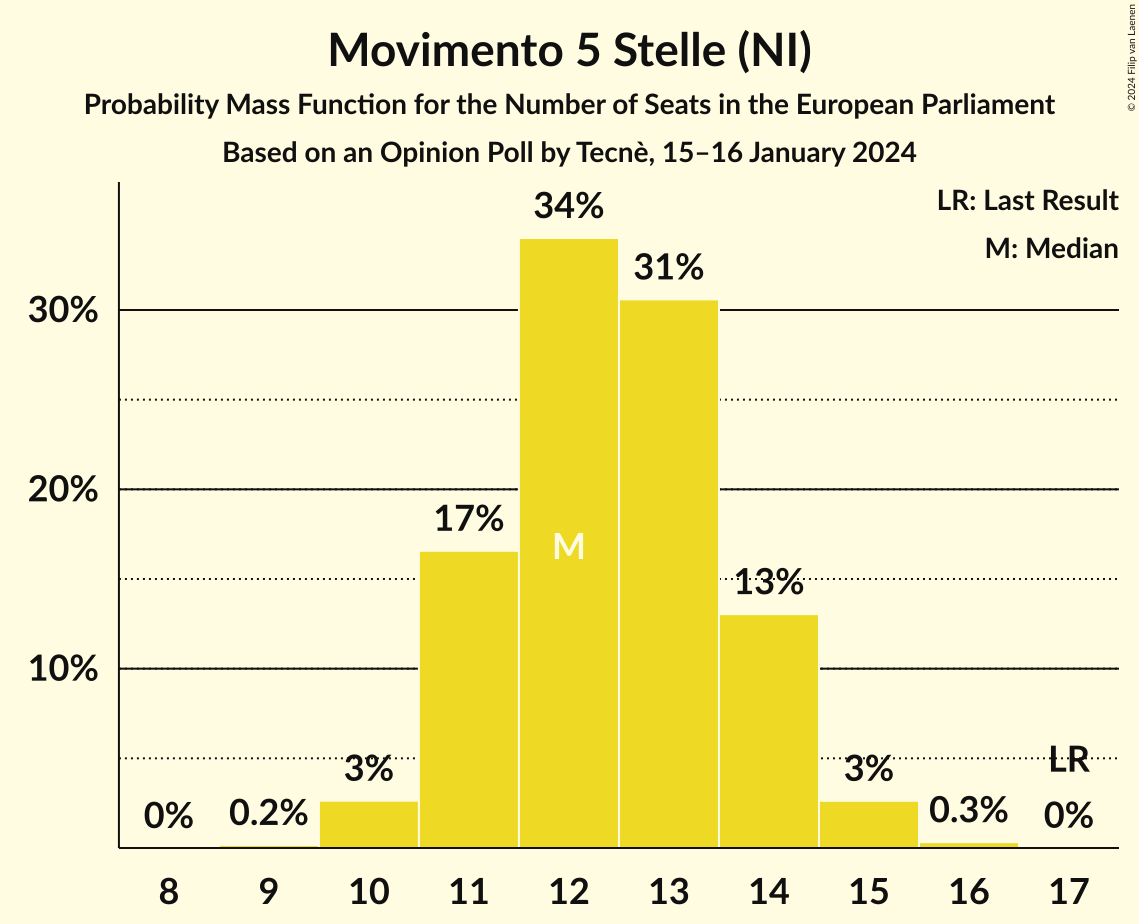 Movimento 5 Stelle (NI)
Probability Mass Function for the Number of Seats in the European Parliament
Based on an Opinion Poll by Tecnè, 15–16 January 2024
© 2024 Filip van Laenen
LR: Last Result
M: Median
34%
31%
30%
20%
17%
M
13%
10%
3%
3%
LR
0%
0.2%
0.3%
0%
8 9 10 11 12 13 14 15 16 17